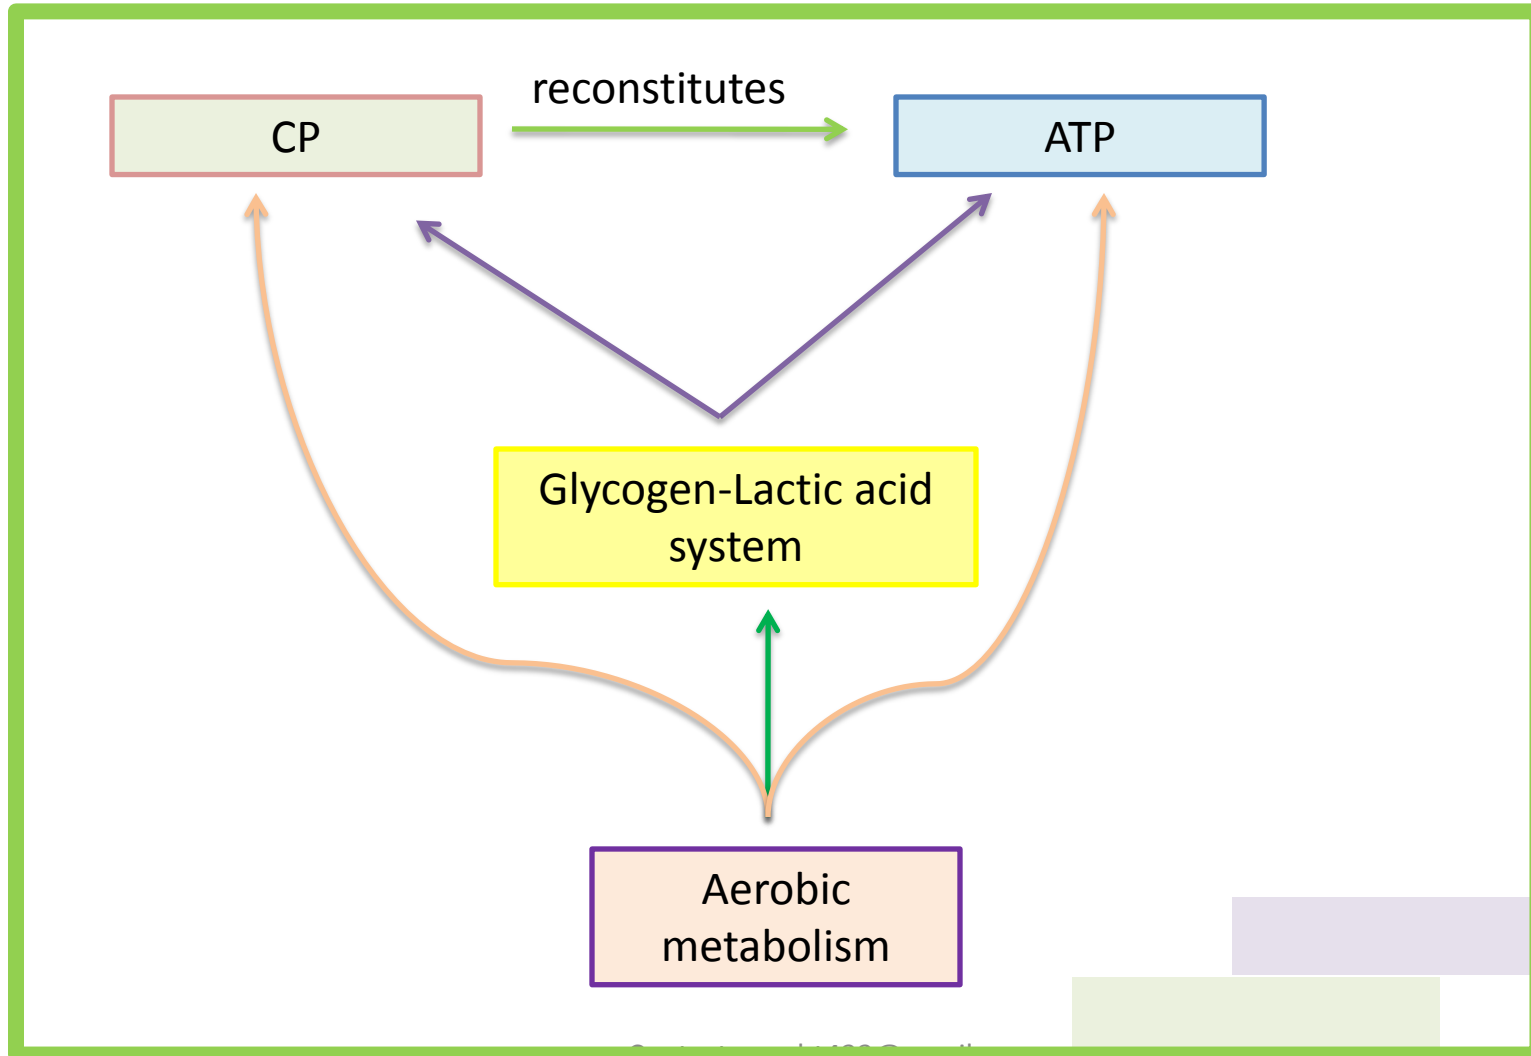 reconstitutes
CP
ATP
Glycogen-Lactic acid
system
Aerobic
metabolism